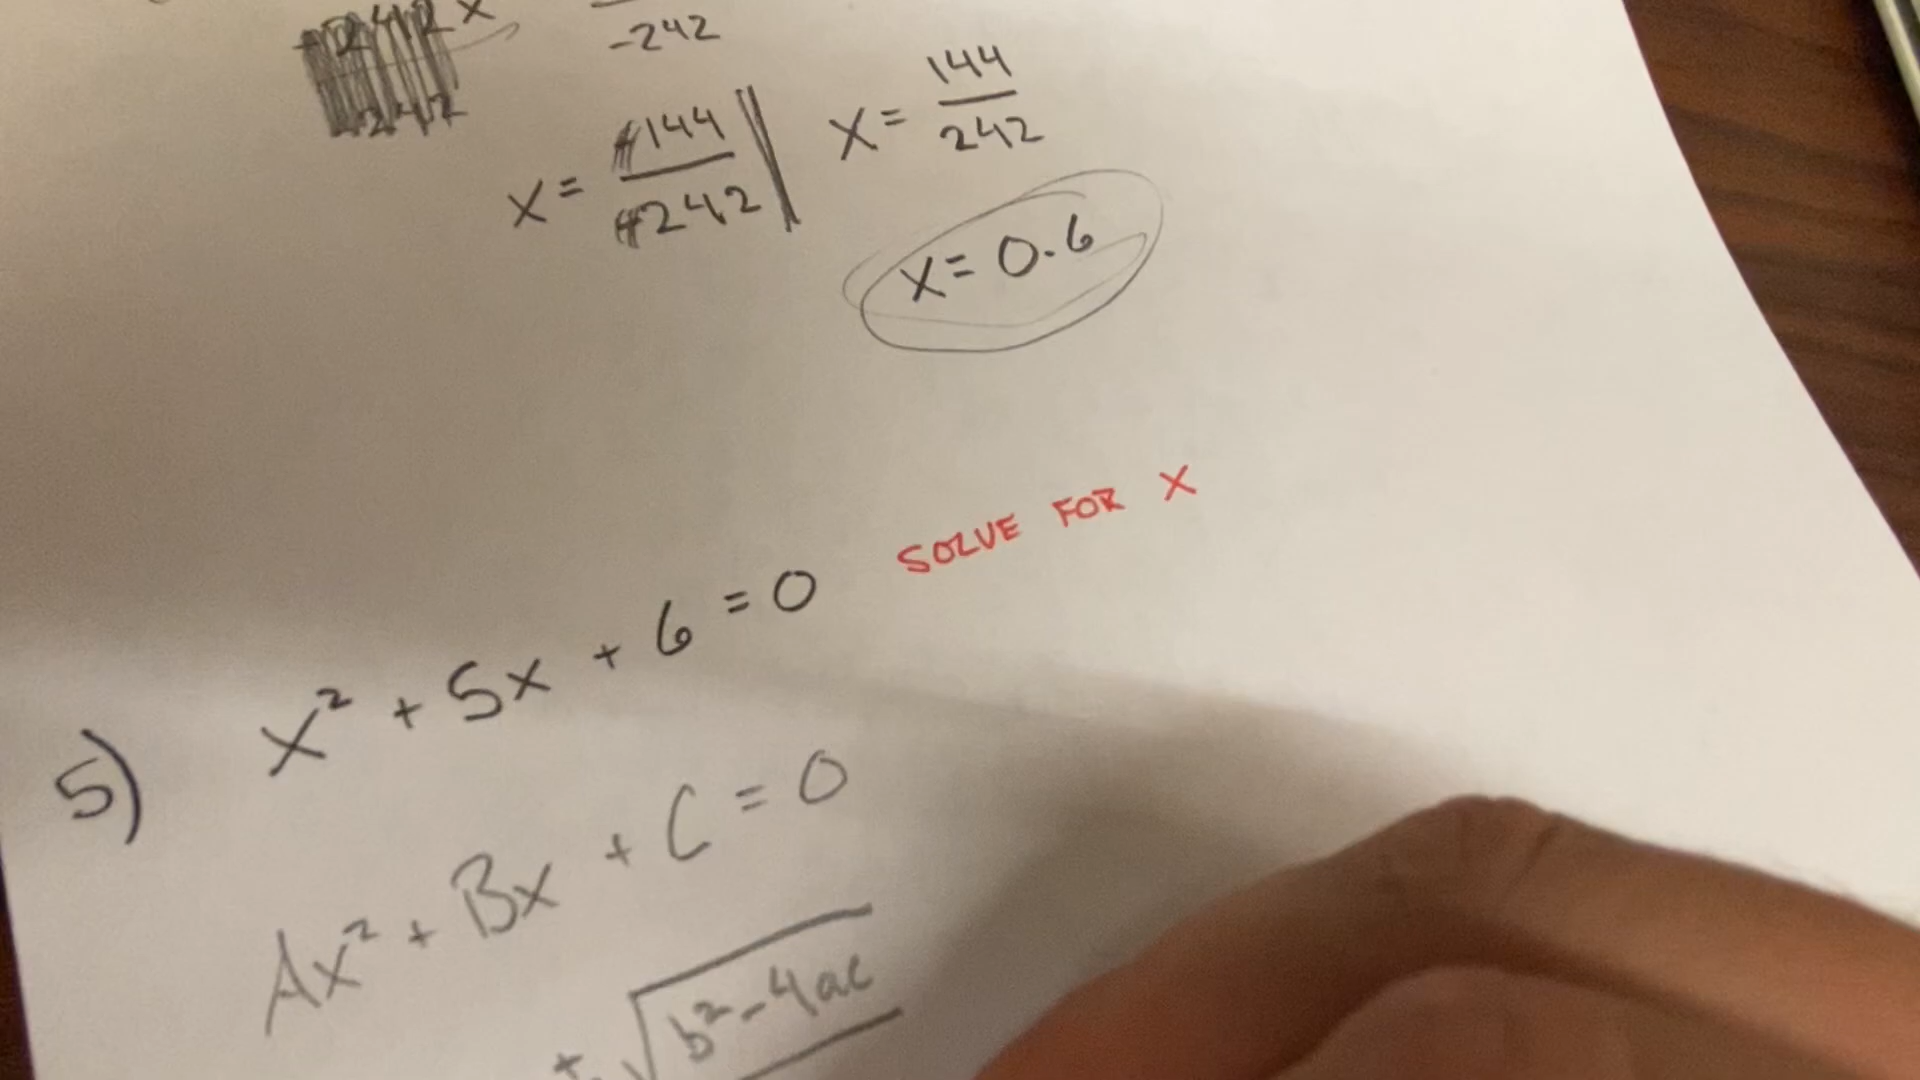 -242
x = 144/242 | x = 144/242
x = 0.6
SOLVE FOR X
5) x² + 5x + 6 = 0
Ax² + Bx + C = 0
± √b²-4ac